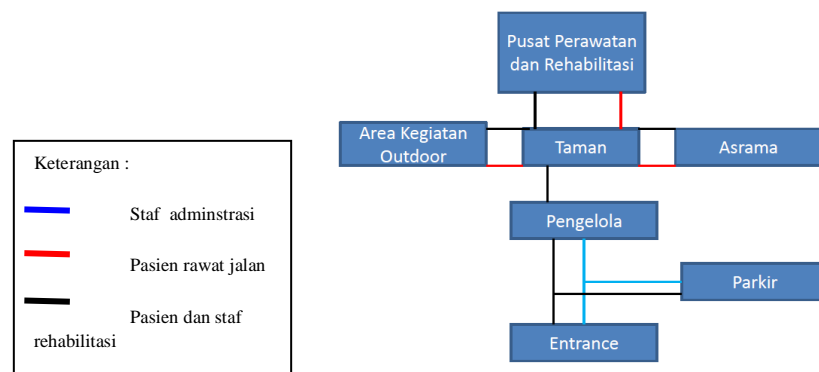 Pusat Perawatan
dan Rehabilitasi
Area Kegiatan
Outdoor
Taman
Asrama
Pengelola
Parkir
Entrance
Keterangan :
Staf adminstrasi
Pasien rawat jalan
Pasien dan staf
rehabilitasi